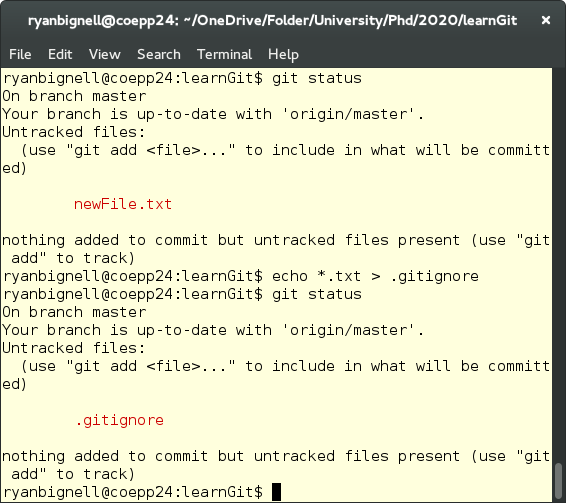 ryanbignell@coepp24: ~/OneDrive/Folder/University/Phd/2020/learnGit ×
File Edit View Search Terminal Help
ryanbignell@coepp24:learnGit$ git status
On branch master
Your branch is up-to-date with 'origin/master'.
Untracked files:
  (use "git add <file>..." to include in what will be committ
ed)
        newFile.txt
nothing added to commit but untracked files present (use "git
 add" to track)
ryanbignell@coepp24:learnGit$ echo *.txt > .gitignore
ryanbignell@coepp24:learnGit$ git status
On branch master
Your branch is up-to-date with 'origin/master'.
Untracked files:
  (use "git add <file>..." to include in what will be committ
ed)
        .gitignore
nothing added to commit but untracked files present (use "git
 add" to track)
ryanbignell@coepp24:learnGit$